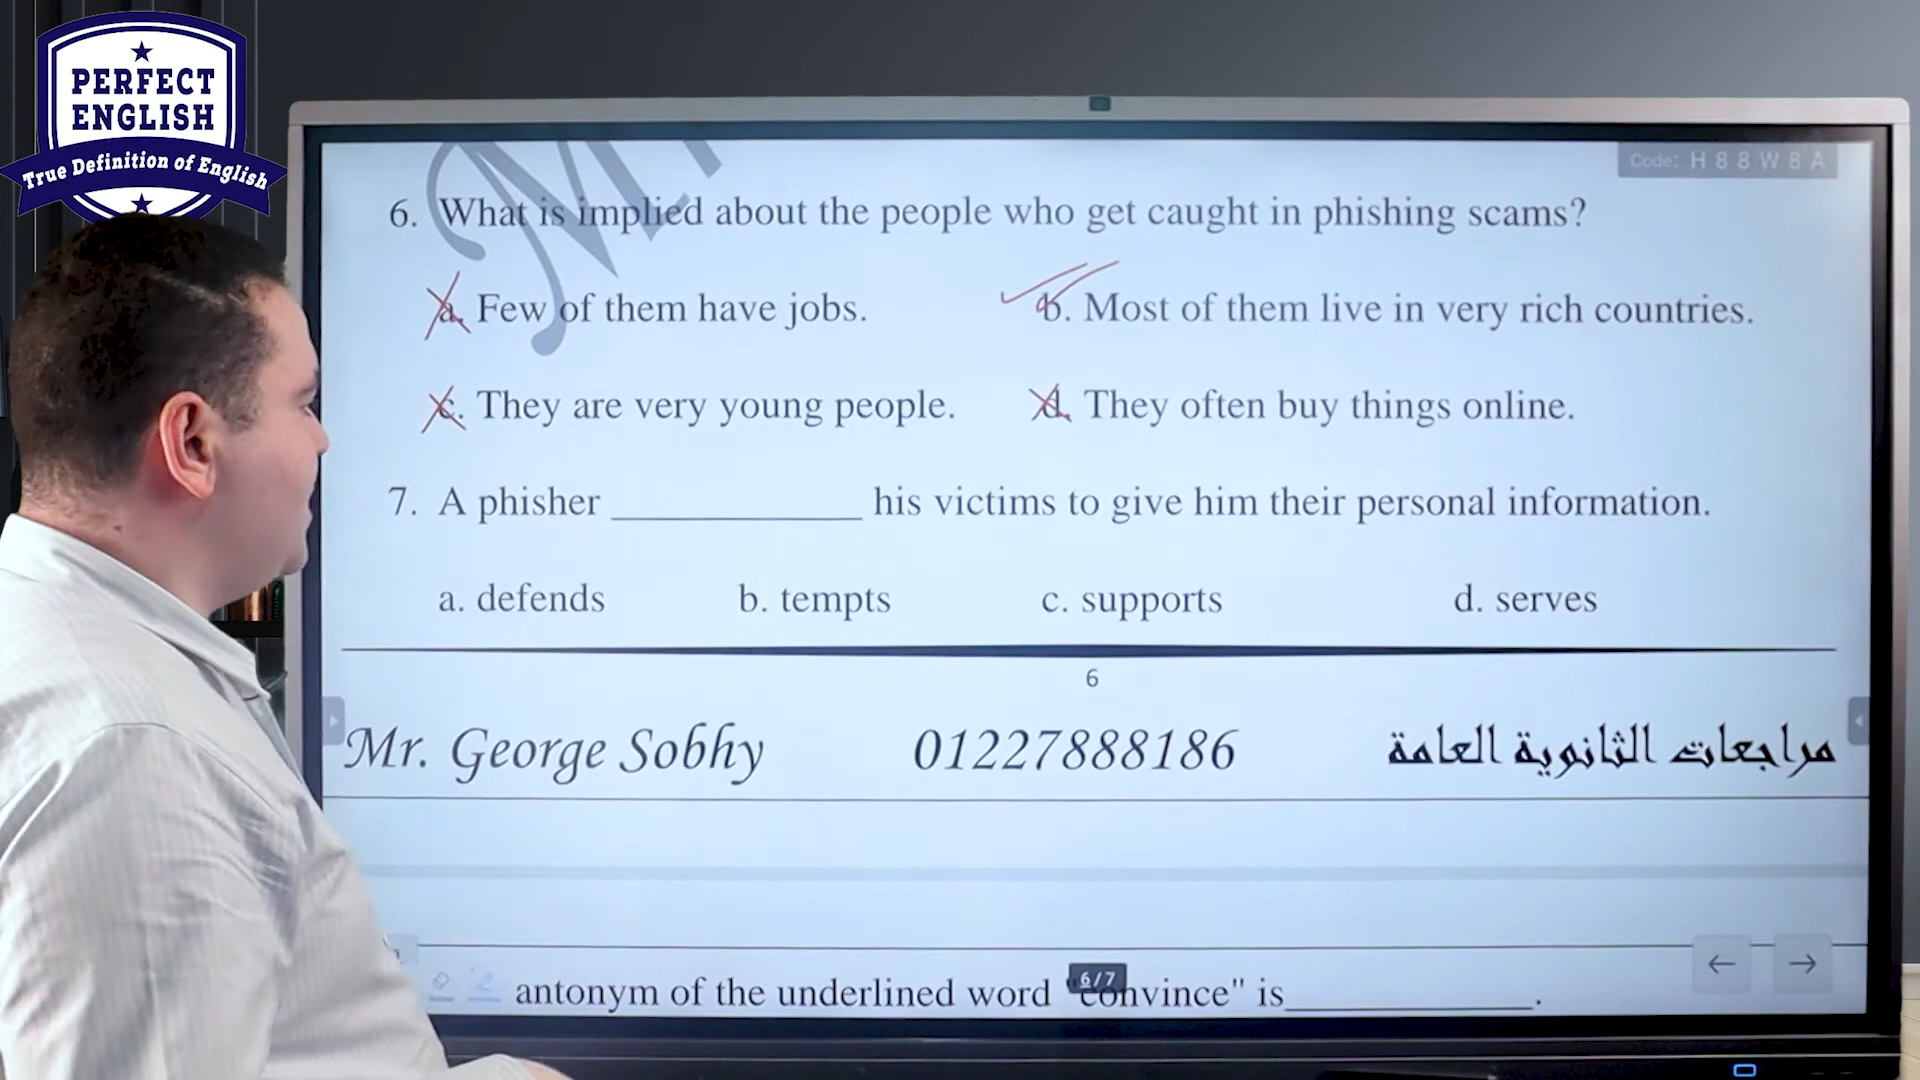 PERFECT
ENGLISH
True Definition of English
Code: H 8 8 W 8 A
6. What is implied about the people who get caught in phishing scams?
a. Few of them have jobs.
b. Most of them live in very rich countries.
c. They are very young people.
d. They often buy things online.
7. A phisher ____________ his victims to give him their personal information.
a. defends b. tempts c. supports d. serves
6
Mr. George Sobhy 01227888186 مراجعات الثانوية العامة
6/7
antonym of the underlined word "convince" is____________.